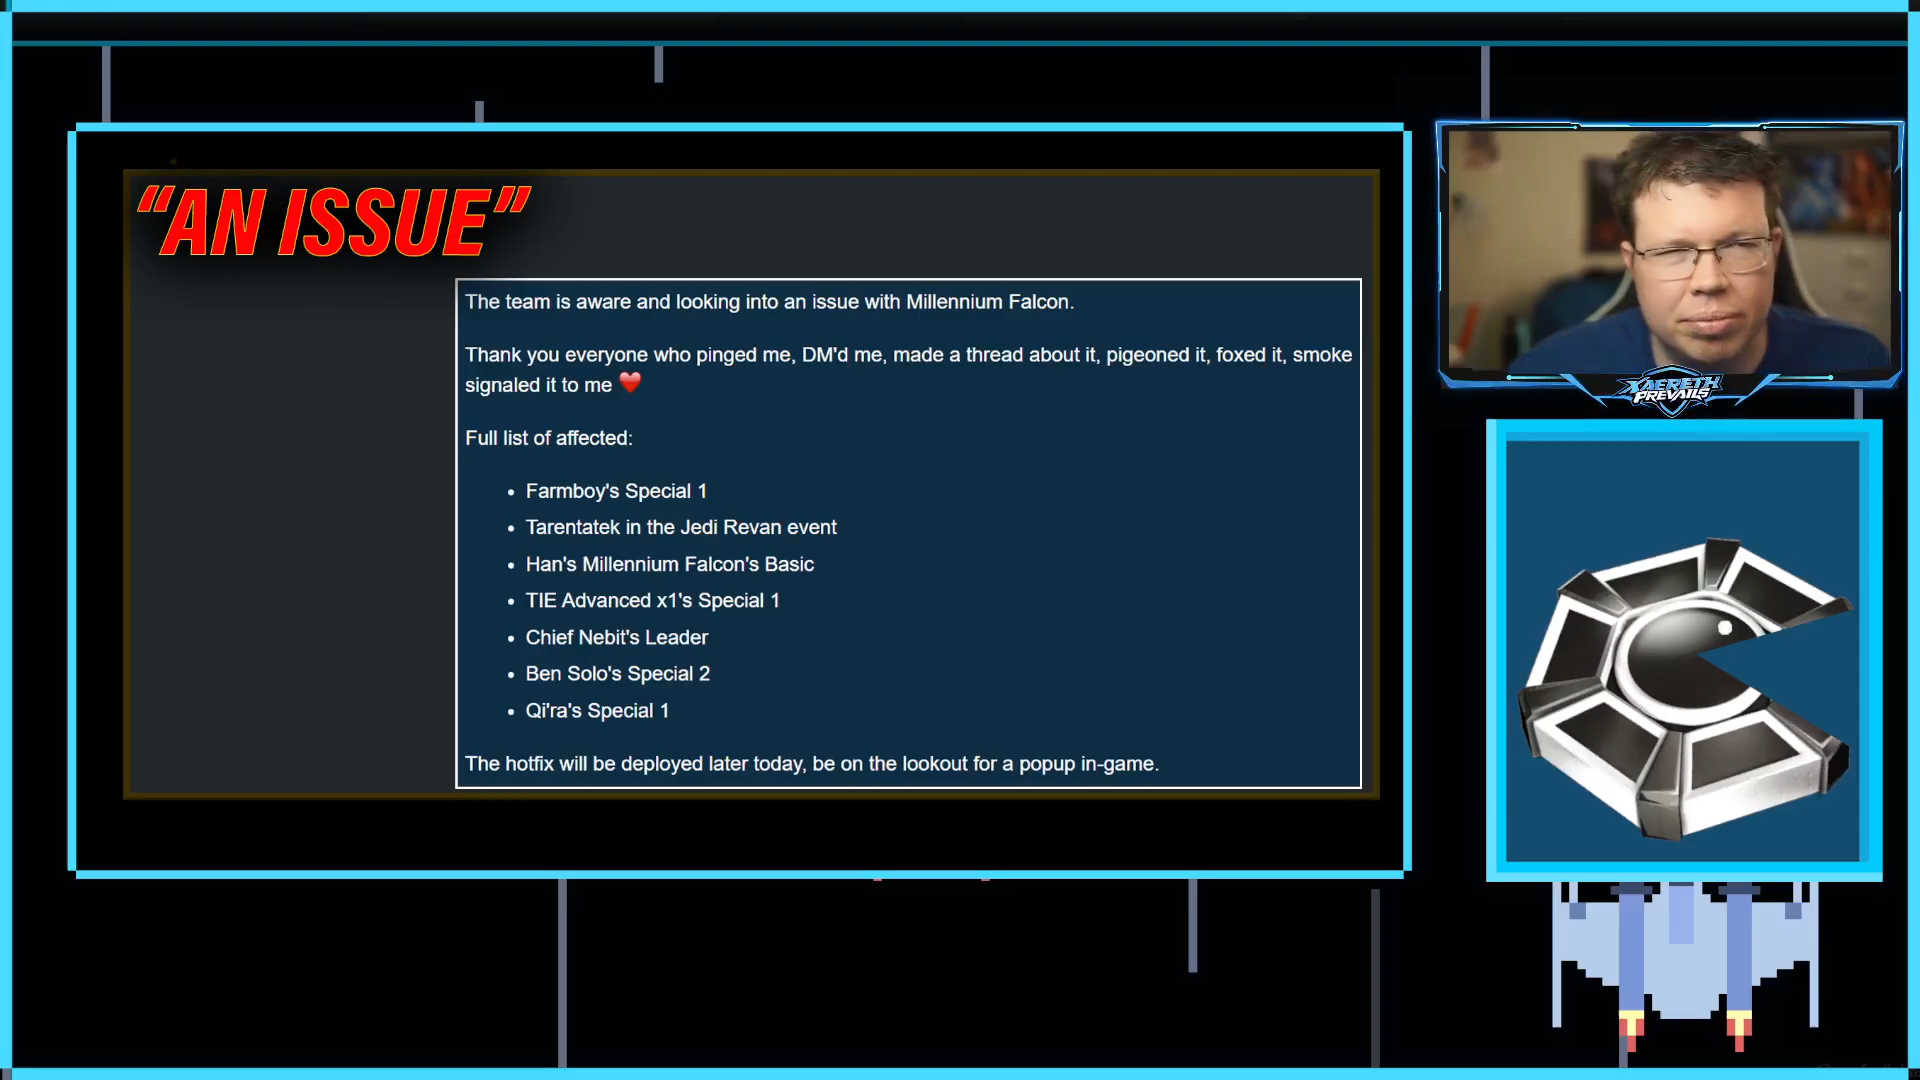 “AN ISSUE”
The team is aware and looking into an issue with Millennium Falcon.
Thank you everyone who pinged me, DM'd me, made a thread about it, pigeoned it, foxed it, smoke
signaled it to me ❤️
Full list of affected:
• Farmboy's Special 1
• Tarentatek in the Jedi Revan event
• Han's Millennium Falcon's Basic
• TIE Advanced x1's Special 1
• Chief Nebit's Leader
• Ben Solo's Special 2
• Qi'ra's Special 1
The hotfix will be deployed later today, be on the lookout for a popup in-game.
XAERETH
PREVAILS